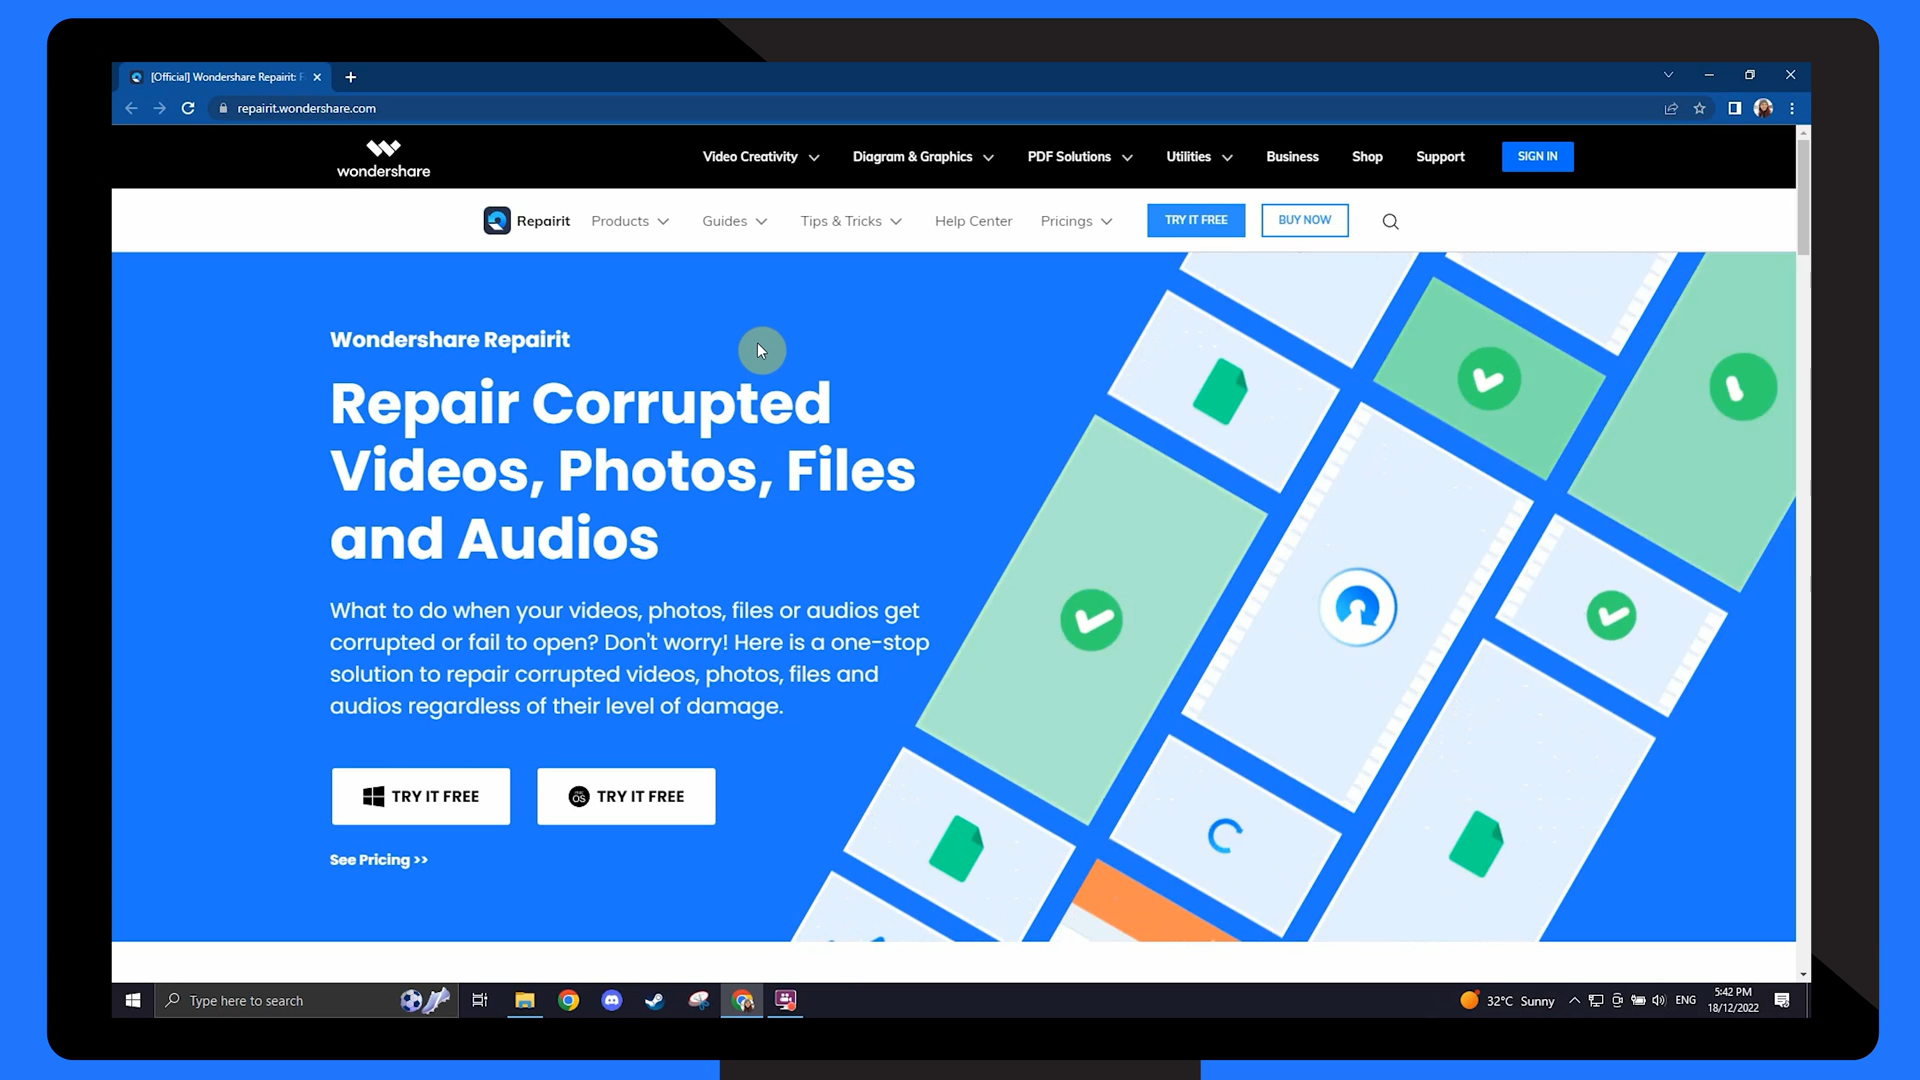 [Official] Wondershare Repairit: F
repairit.wondershare.com
wondershare
Video Creativity
Diagram & Graphics
PDF Solutions
Utilities
Business
Shop
Support
SIGN IN
Repairit
Products
Guides
Tips & Tricks
Help Center
Pricings
TRY IT FREE
BUY NOW
Wondershare Repairit
Repair Corrupted
Videos, Photos, Files
and Audios
What to do when your videos, photos, files or audios get
corrupted or fail to open? Don't worry! Here is a one-stop
solution to repair corrupted videos, photos, files and
audios regardless of their level of damage.
TRY IT FREE
macOS TRY IT FREE
See Pricing >>
Type here to search
32°C Sunny
ENG
5:42 PM
18/12/2022